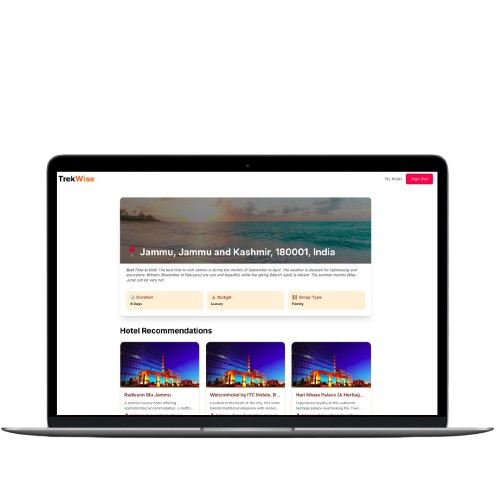 TrekWise
Hi,
Sign Out
Jammu, Jammu and Kashmir, 180001, India
Best Time to Visit: The best time to visit Jammu is during the months of September to April. The weather is pleasant for sightseeing and
excursions. Winters (November to February) are cool and beautiful, while the spring (March-April) is vibrant. The summer months (May-
June) can be very hot.
Duration
4 Days
Budget
Luxury
Group Type
Family
Hotel Recommendations
Radisson Blu Jammu
A premier luxury hotel offering
sophisticated accommodation, a
Welcomhotel by ITC Hotels, R...
Located in the heart of the city, this hotel
blends traditional elegance with
Hari Niwas Palace (A Heritag...
Experience royalty at this authentic
heritage palace overlooking the Tawi